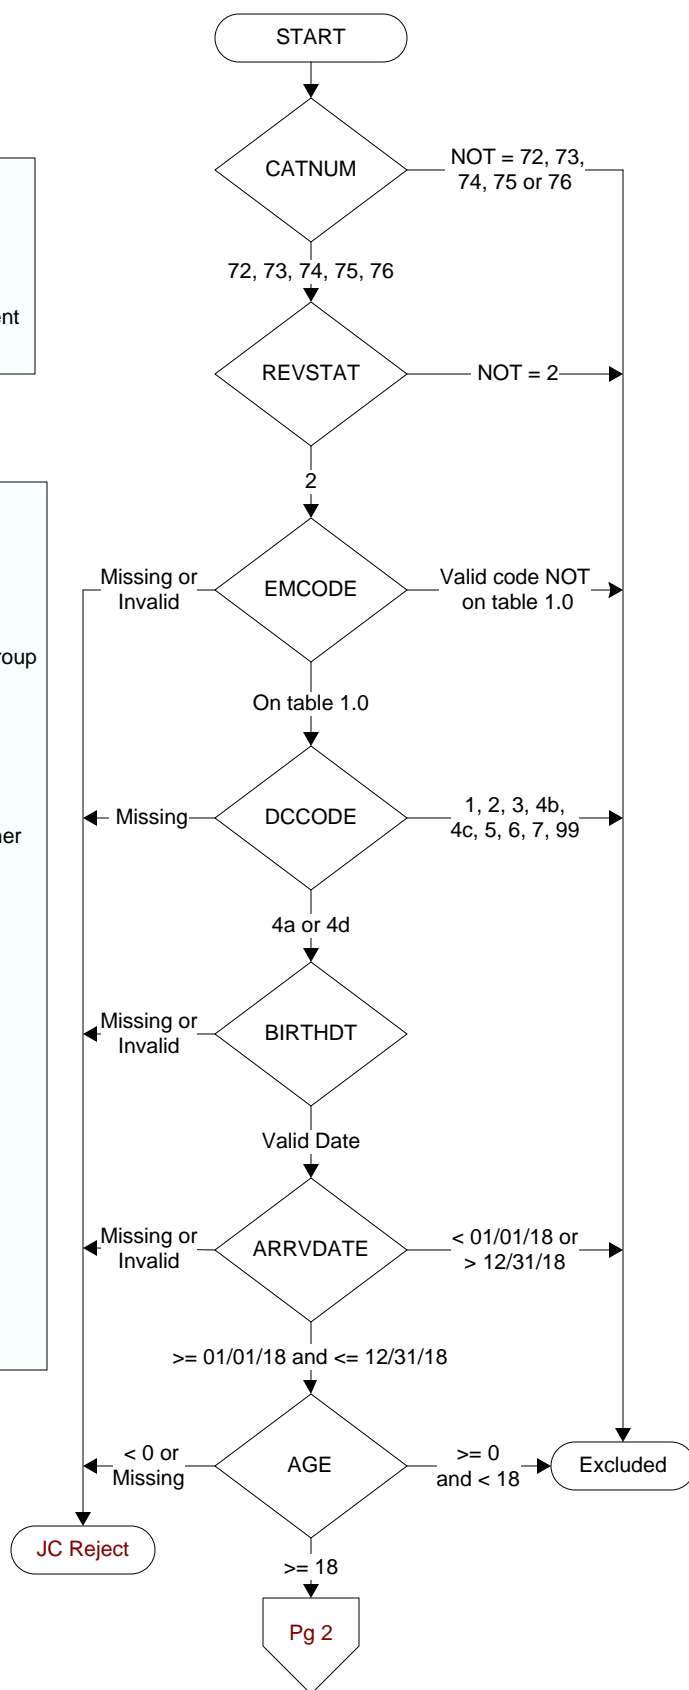 START
CATNUM
NOT = 72, 73,
74, 75 or 76
72, 73, 74, 75, 76
ent
REVSTAT
NOT = 2
2
Missing or
Invalid
EMCODE
Valid code NOT
on table 1.0
roup
On table 1.0
Missing
DCCODE
1, 2, 3, 4b,
4c, 5, 6, 7, 99
ner
4a or 4d
Missing or
Invalid
BIRTHDT
Valid Date
Missing or
Invalid
ARRVDATE
< 01/01/18 or
> 12/31/18
>= 01/01/18 and <= 12/31/18
< 0 or
Missing
AGE
>= 0
and < 18
Excluded
JC Reject
>= 18
Pg 2